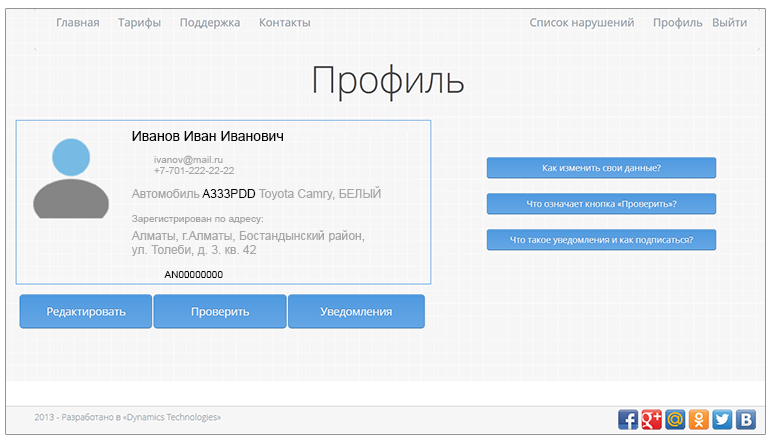 Главная Тарифы Поддержка Контакты Список нарушений Профиль Выйти
Профиль
Иванов Иван Иванович
ivanov@mail.ru
+7-701-222-22-22
Автомобиль A333PDD Toyota Camry, БЕЛЫЙ
Зарегистрирован по адресу:
Алматы, г.Алматы, Бостандынский район,
ул. Толеби, д. 3. кв. 42
AN00000000
Редактировать Проверить Уведомления
Как изменить свои данные?
Что означает кнопка «Проверить»?
Что такое уведомления и как подписаться?
2013 - Разработано в «Dynamics Technologies»